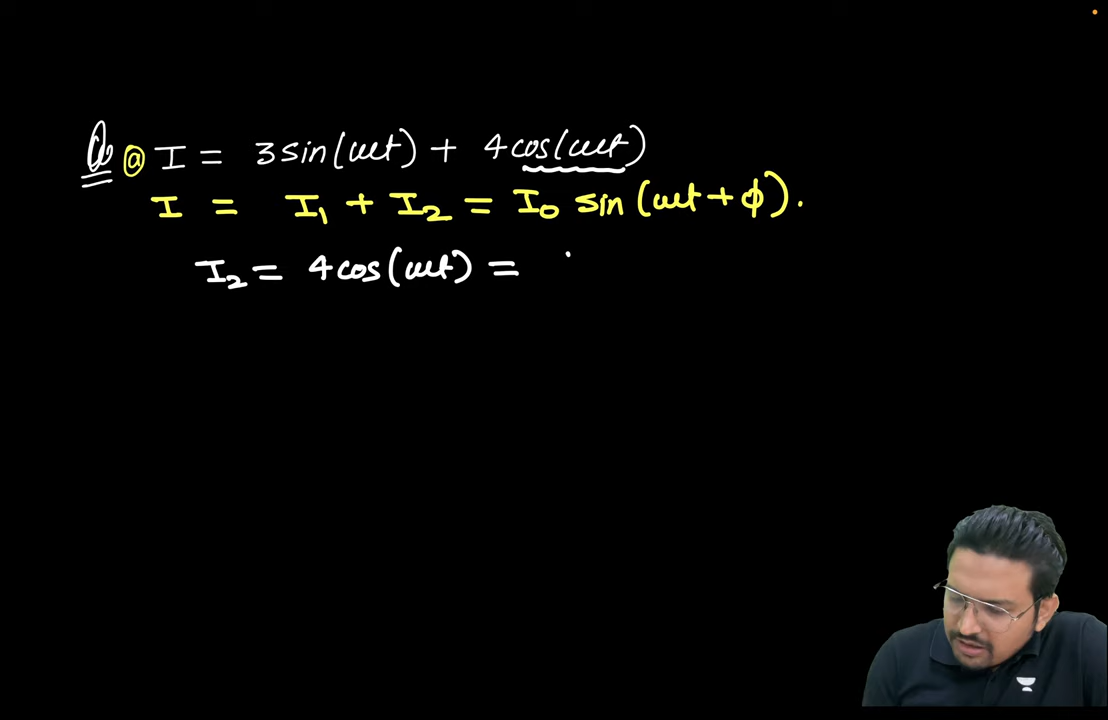 Q ⓐ I = 3sin(ωt) + 4cos(ωt)
I = I₁ + I₂ = I₀ sin(ωt + ϕ).
I₂ = 4cos(ωt) =